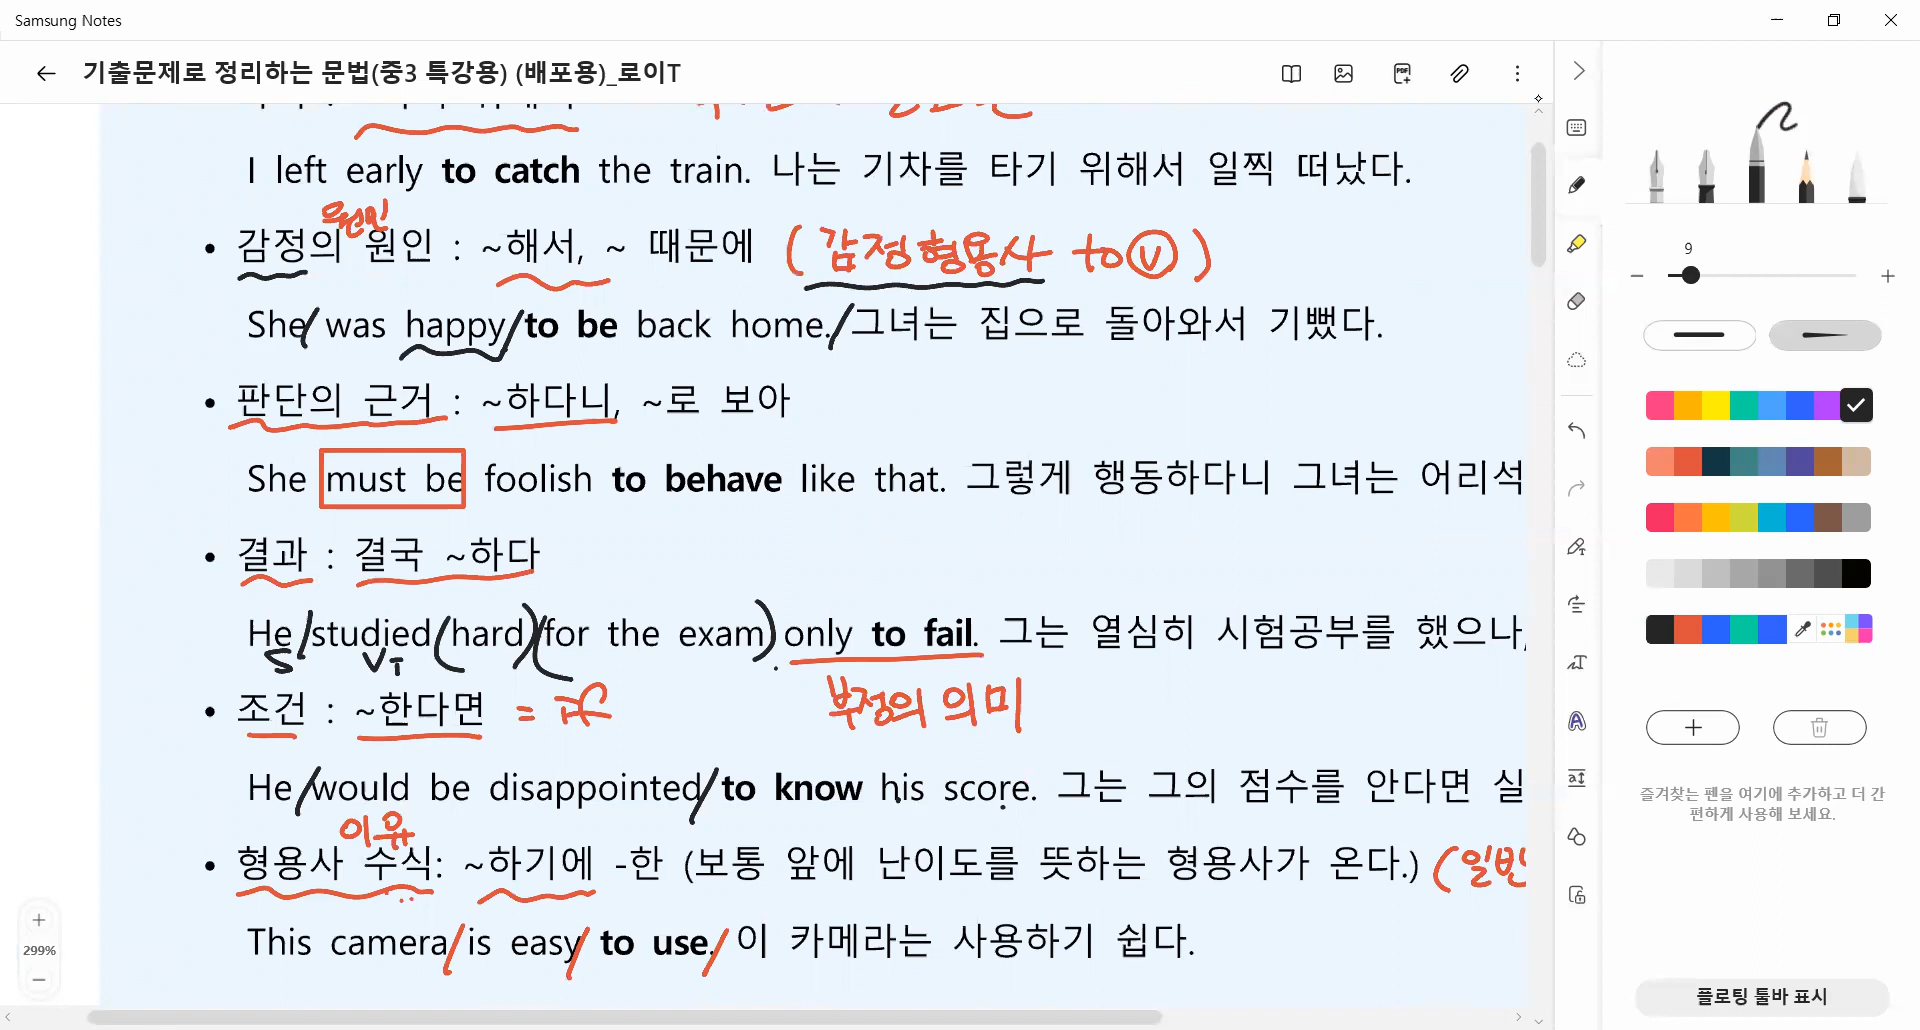 Samsung Notes
기출문제로 정리하는 문법(중3 특강용) (배포용)_로이T
I left early to catch the train. 나는 기차를 타기 위해서 일찍 떠났다.
원인
• 감정의 원인 : ~해서, ~ 때문에 (감정형용사 to ⓥ)
She / was happy / to be back home. / 그녀는 집으로 돌아와서 기뻤다.
• 판단의 근거 : ~하다니, ~로 보아
She must be foolish to behave like that. 그렇게 행동하다니 그녀는 어리석
• 결과 : 결국 ~하다
He / studied (hard) (for the exam) only to fail. 그는 열심히 시험공부를 했으나,
S
부정의 의미
• 조건 : ~한다면 = if
He / would be disappointed / to know his score. 그는 그의 점수를 안다면 실
이유
• 형용사 수식: ~하기에 -한 (보통 앞에 난이도를 뜻하는 형용사가 온다.) (일반
This camera / is easy / to use. / 이 카메라는 사용하기 쉽다.
299%
9
즐겨찾는 펜을 여기에 추가하고 더 간
편하게 사용해 보세요.
플로팅 툴바 표시